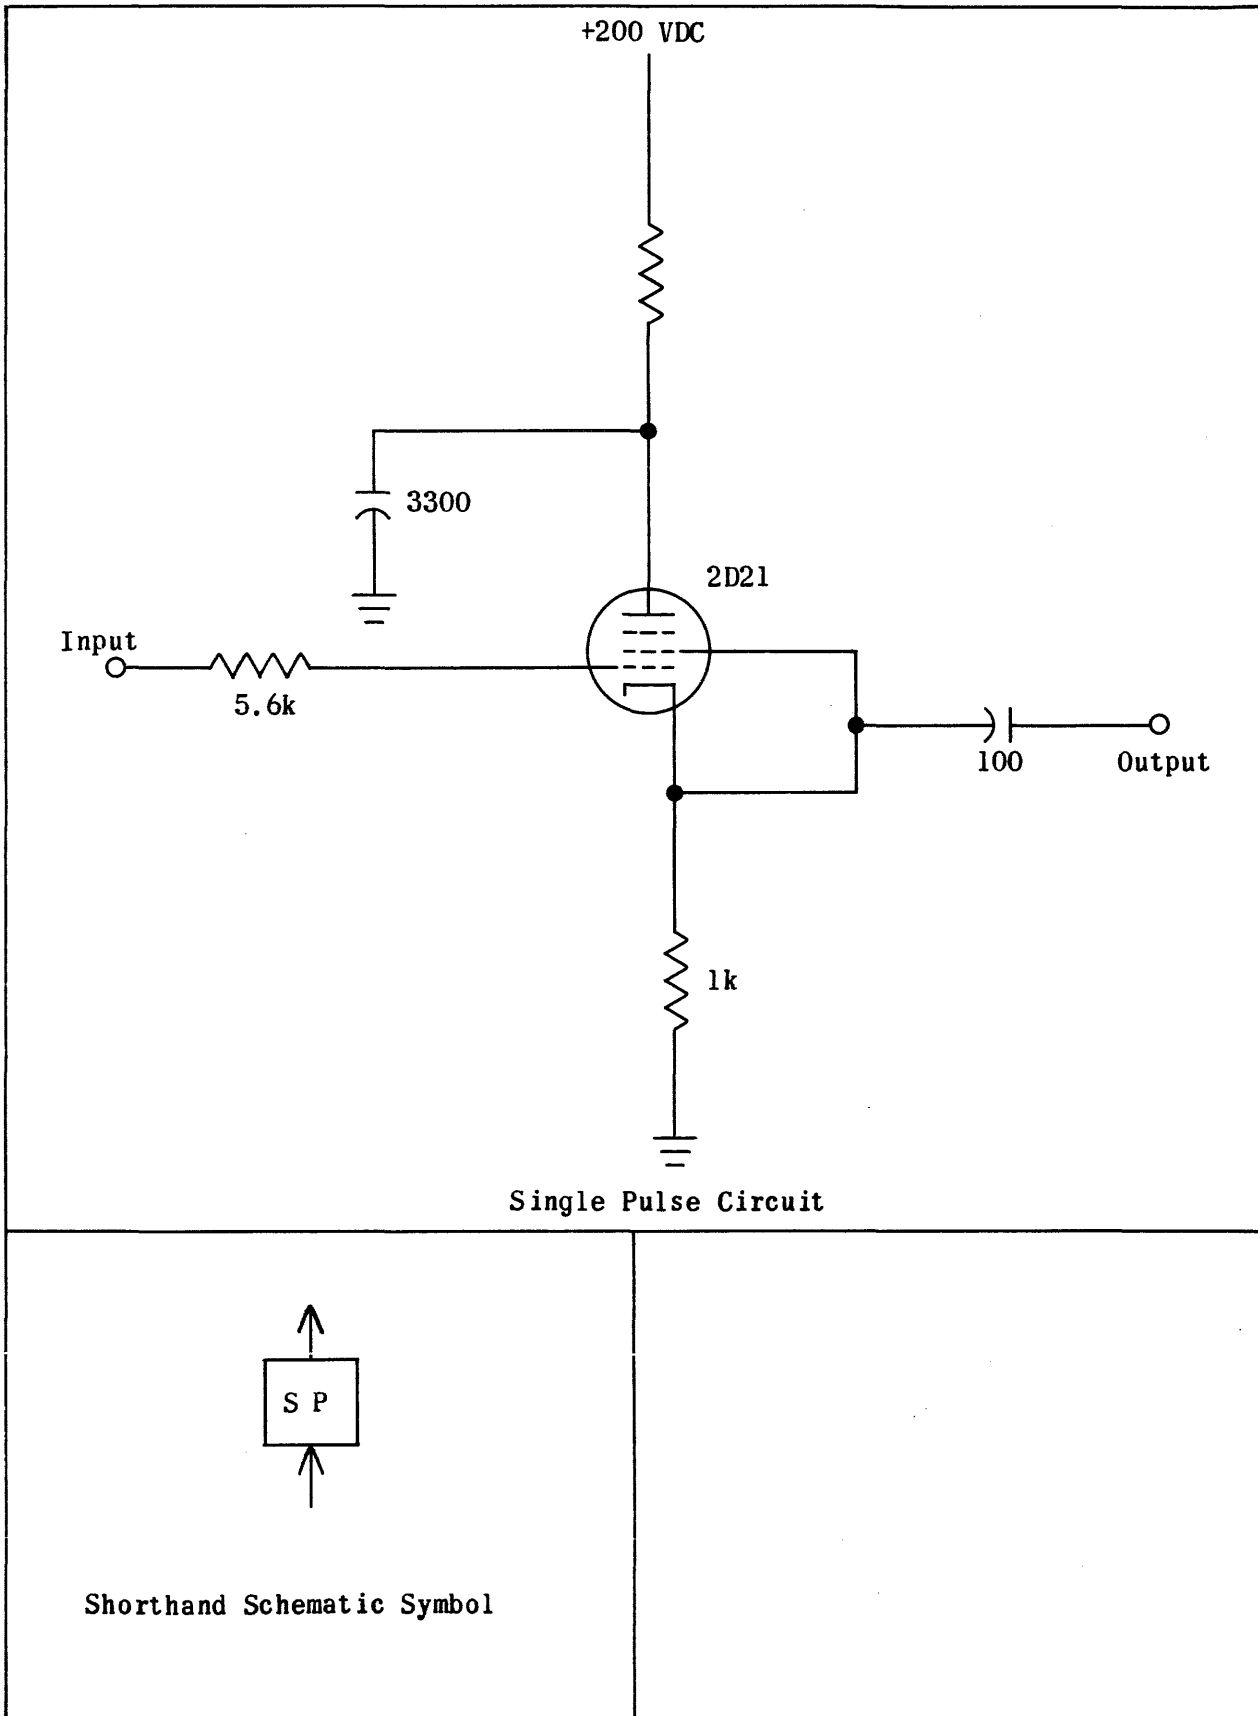 +200 VDC
3300
2D21
Input
5.6k
100
Output
1k
Single Pulse Circuit
S P
Shorthand Schematic Symbol